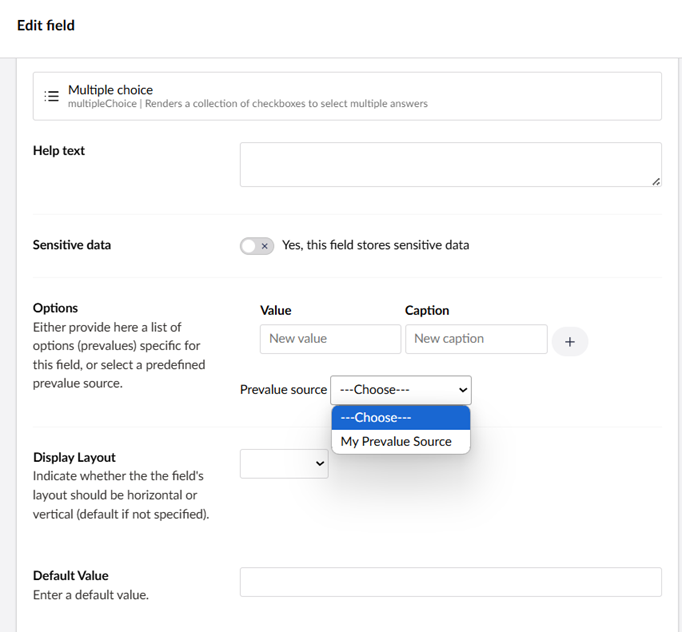 Edit field
Multiple choice
multipleChoice | Renders a collection of checkboxes to select multiple answers
Help text
Sensitive data
Yes, this field stores sensitive data
Options
Either provide here a list of
options (prevalues) specific for
this field, or select a predefined
prevalue source.
Value
Caption
New value
New caption
+
Prevalue source
---Choose---
---Choose---
My Prevalue Source
Display Layout
Indicate whether the the field's
layout should be horizontal or
vertical (default if not specified).
Default Value
Enter a default value.